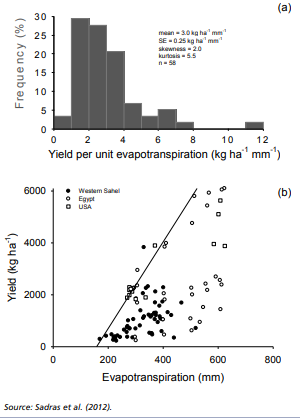 (a)
Frequency (%)
30
25
20
15
10
5
0
mean = 3.0 kg ha⁻¹ mm⁻¹
SE = 0.25 kg ha⁻¹ mm⁻¹
skewness = 2.0
kurtosis = 5.5
n = 58
0 2 4 6 8 10 12
Yield per unit evapotranspiration (kg ha⁻¹ mm⁻¹)
(b)
Yield (kg ha⁻¹)
6000
4000
2000
0
Western Sahel
Egypt
USA
0 200 400 600 800
Evapotranspiration (mm)
Source: Sadras et al. (2012).